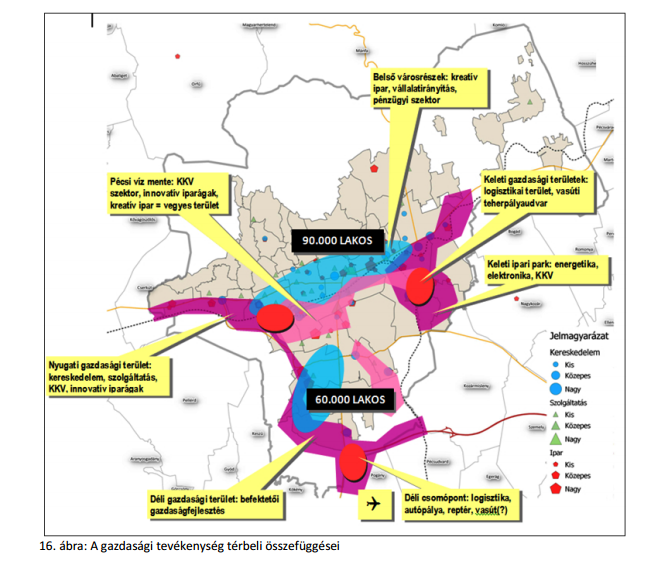 Belső városrészek: kreatív
ipar, vállalatirányítás,
pénzügyi szektor
Pécsi víz mente: KKV
szektor, innovatív iparágak,
kreatív ipar = vegyes terület
Keleti gazdasági területek:
logisztikai terület, vasúti
teherpályaudvar
90.000 LAKOS
Keleti ipari park: energetika,
elektronika, KKV
Nyugati gazdasági terület:
kereskedelem, szolgáltatás,
KKV. innovatív iparágak
60.000 LAKOS
Jelmagyarázat
Kereskedelem
Kis
Közepes
Nagy
Szolgáltatás
Kis
Közepes
Nagy
Ipar
Kis
Közepes
Nagy
Déli gazdasági terület: befektetői
gazdaságfejlesztés
Déli csomópont: logisztika,
autópálya, reptér, vasút(?)
16. ábra: A gazdasági tevékenység térbeli összefüggései